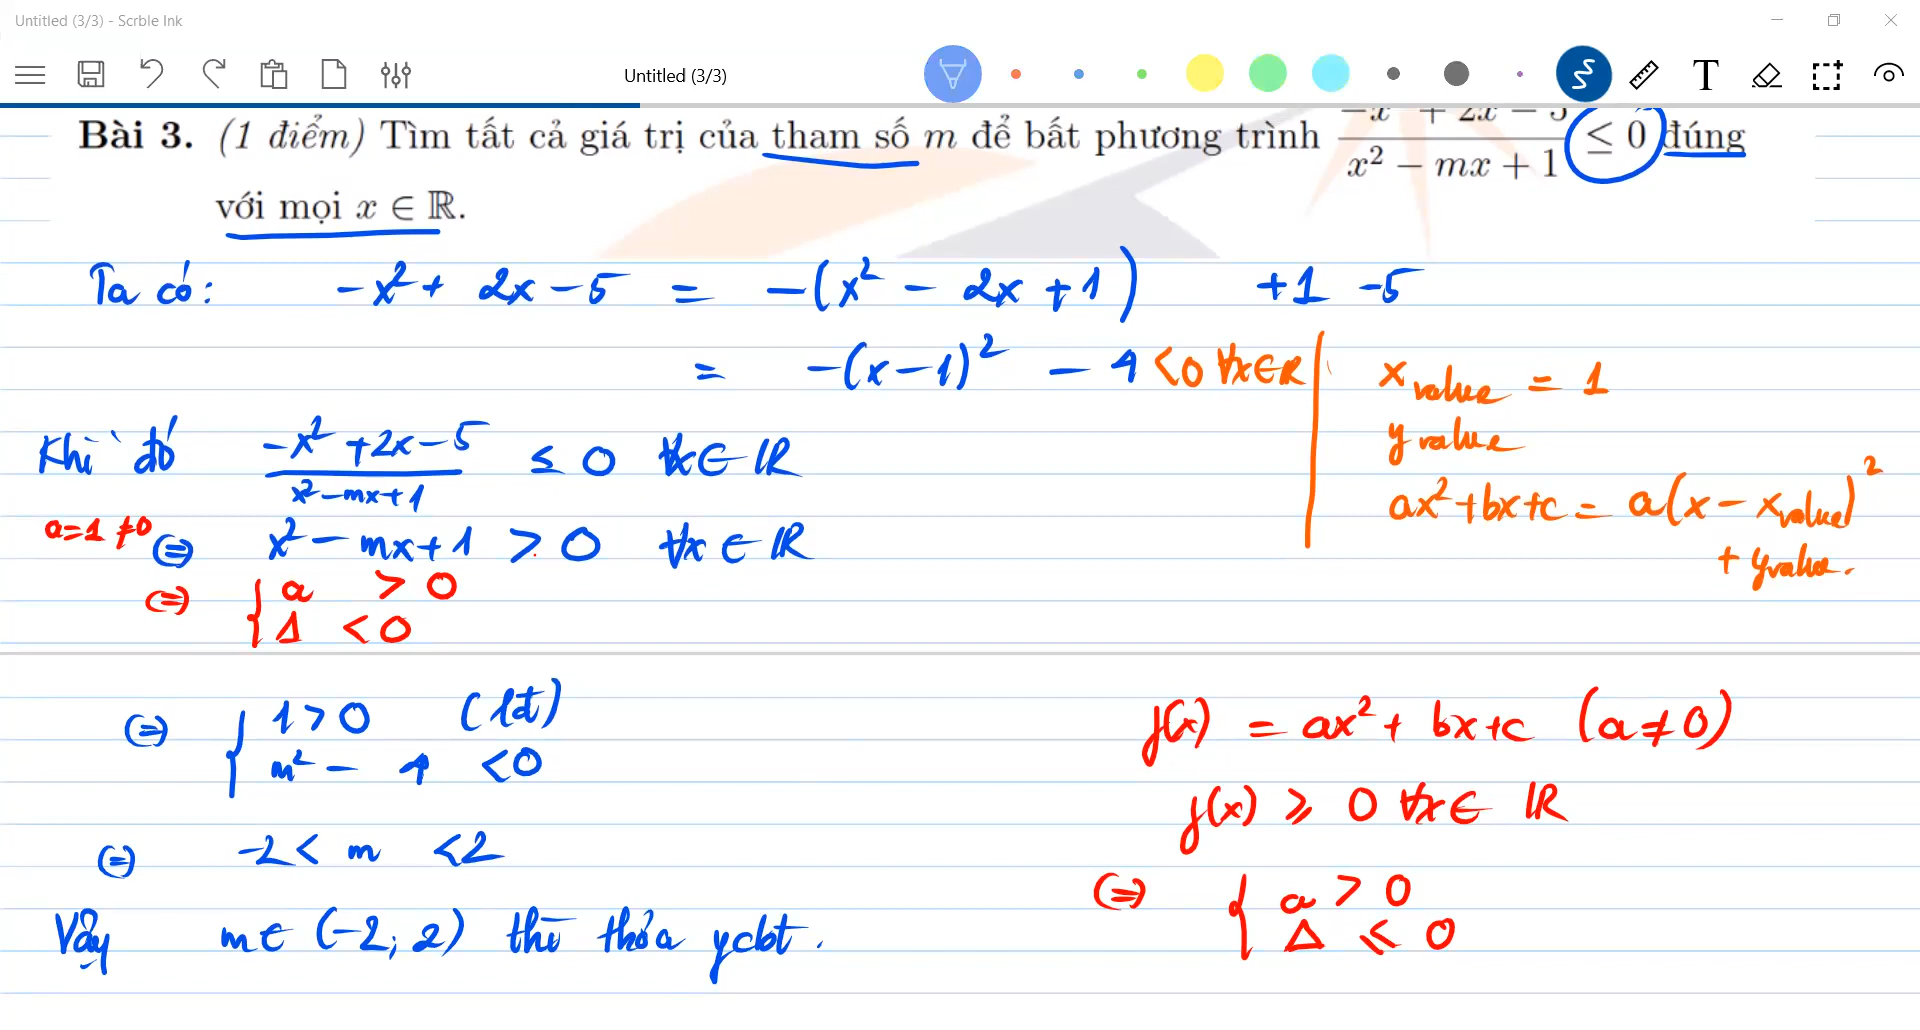 Untitled (3/3) - Scrble Ink
Untitled (3/3)
T
Bài 3. (1 điểm) Tìm tất cả giá trị của tham số m để bất phương trình (-x² + 2x - 5)/(x² - mx + 1) ≤ 0 đúng
với mọi x ∈ ℝ.
Ta có: -x² + 2x - 5 = -(x² - 2x + 1) + 1 - 5
= -(x - 1)² - 4 < 0 ∀x ∈ ℝ
x value = 1
y value
ax² + bx + c = a(x - x value)²
+ y value.
Khi đó (-x² + 2x - 5)/(x² - mx + 1) ≤ 0 ∀x ∈ ℝ
a = 1 ≠ 0 (=) x² - mx + 1 > 0 ∀x ∈ ℝ
(=) { a > 0
Δ < 0
(=) { 1 > 0 (lđ)
m² - 4 < 0
(=) -2 < m < 2
Vậy m ∈ (-2; 2) thì thỏa ycbt.
f(x) = ax² + bx + c (a ≠ 0)
f(x) ⩾ 0 ∀x ∈ ℝ
(=) { a > 0
Δ ⩽ 0